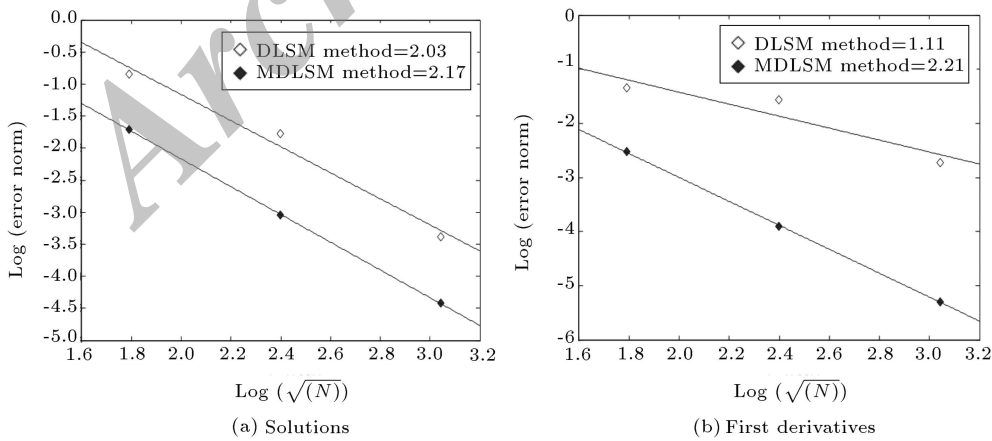 0.0
-0.5
-1.0
-1.5
-2.0
-2.5
-3.0
-3.5
-4.0
-4.5
-5.0
Log (error norm)
DLSM method=2.03
MDLSM method=2.17
1.6 1.8 2.0 2.2 2.4 2.6 2.8 3.0 3.2
Log (√(N))
(a) Solutions
0
-1
-2
-3
-4
-5
-6
Log (error norm)
DLSM method=1.11
MDLSM method=2.21
1.6 1.8 2.0 2.2 2.4 2.6 2.8 3.0 3.2
Log (√(N))
(b) First derivatives